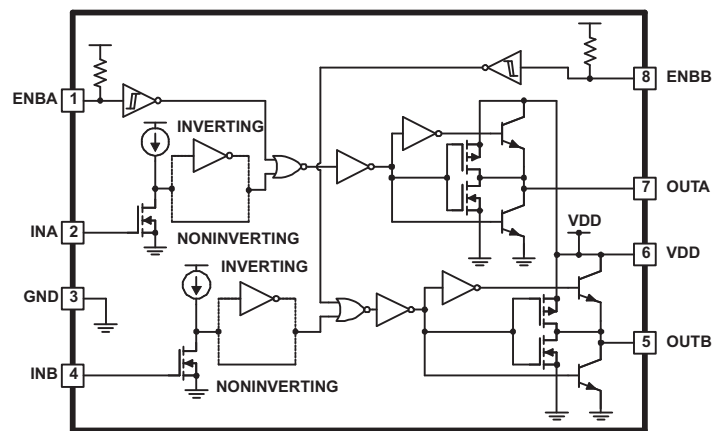 ENBA 1
8 ENBB
INVERTING
INA 2
7 OUTA
NONINVERTING
VDD
6 VDD
INVERTING
GND 3
5 OUTB
INB 4
NONINVERTING